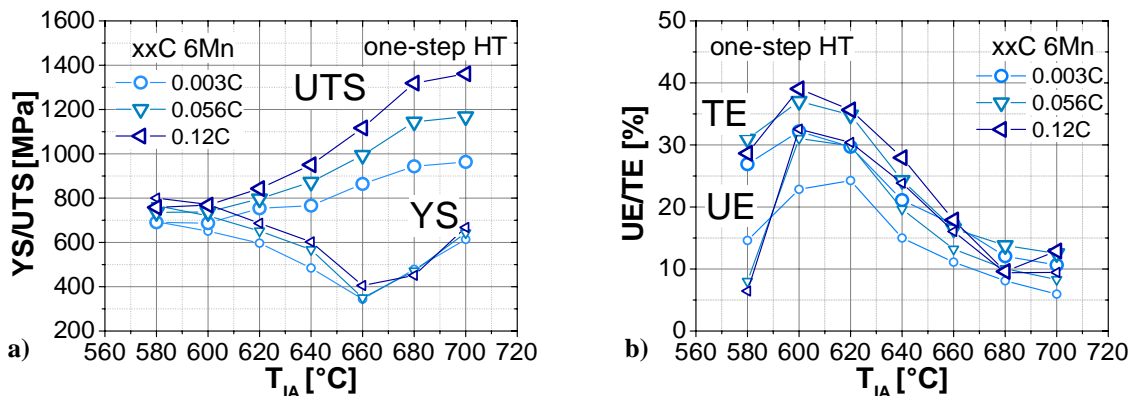 1600
1400
1200
1000
800
600
400
200
YS/UTS [MPa]
xxC 6Mn
0.003C
0.056C
0.12C
one-step HT
UTS
YS
560 580 600 620 640 660 680 700 720
T_IA [°C]
a)
50
40
30
20
10
0
UE/TE [%]
one-step HT
xxC 6Mn
0.003C
0.056C
0.12C
TE
UE
560 580 600 620 640 660 680 700 720
T_IA [°C]
b)